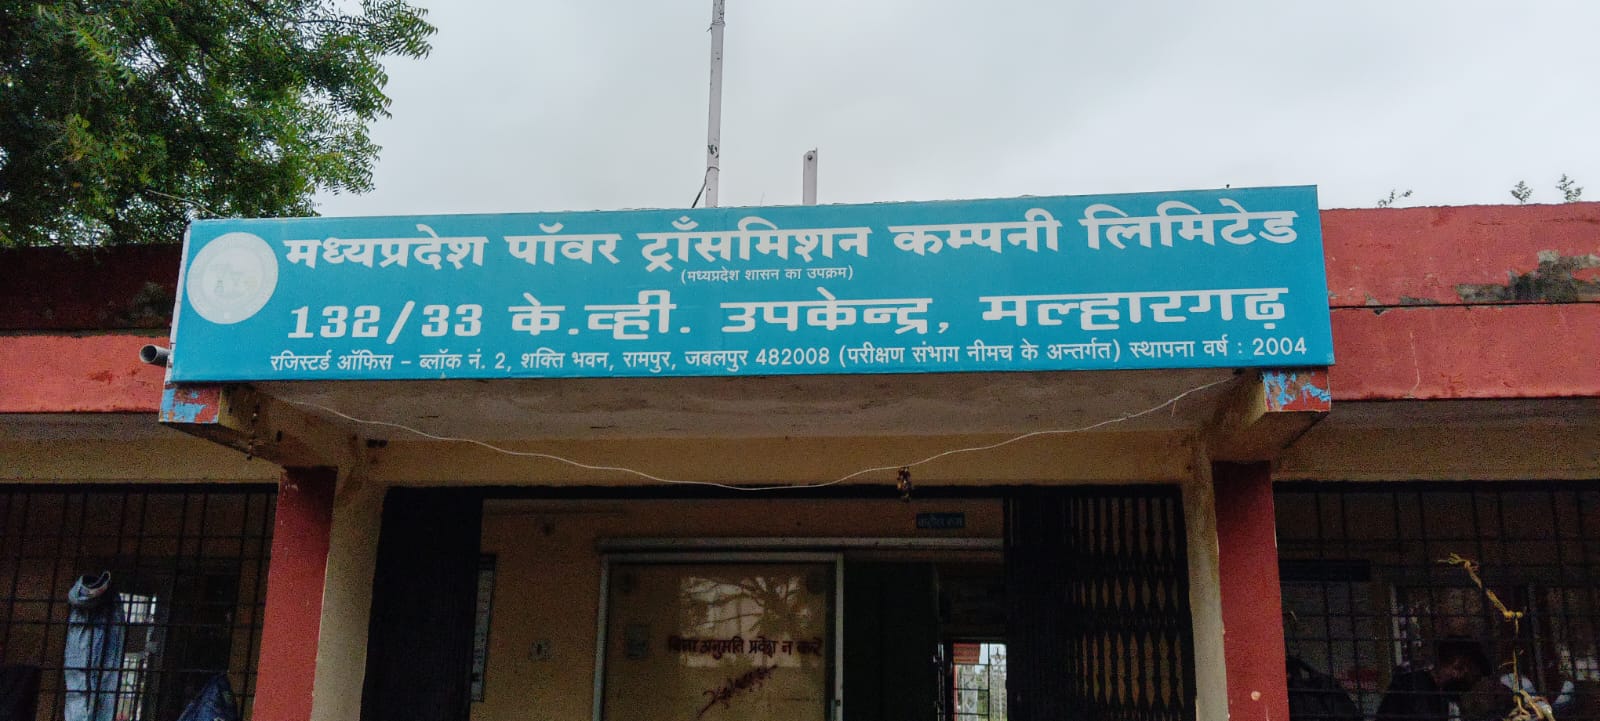 मध्यप्रदेश पॉवर ट्राँसमिशन कम्पनी लिमिटेड
(मध्यप्रदेश शासन का उपक्रम)
132/33 के.व्ही. उपकेन्द्र, मल्हारगढ़
रजिस्टर्ड ऑफिस - ब्लॉक नं. 2, शक्ति भवन, रामपुर, जबलपुर 482008 (परीक्षण संभाग नीमच के अन्तर्गत) स्थापना वर्ष : 2004
कंट्रोल रूम
बिना अनुमति प्रवेश न करें